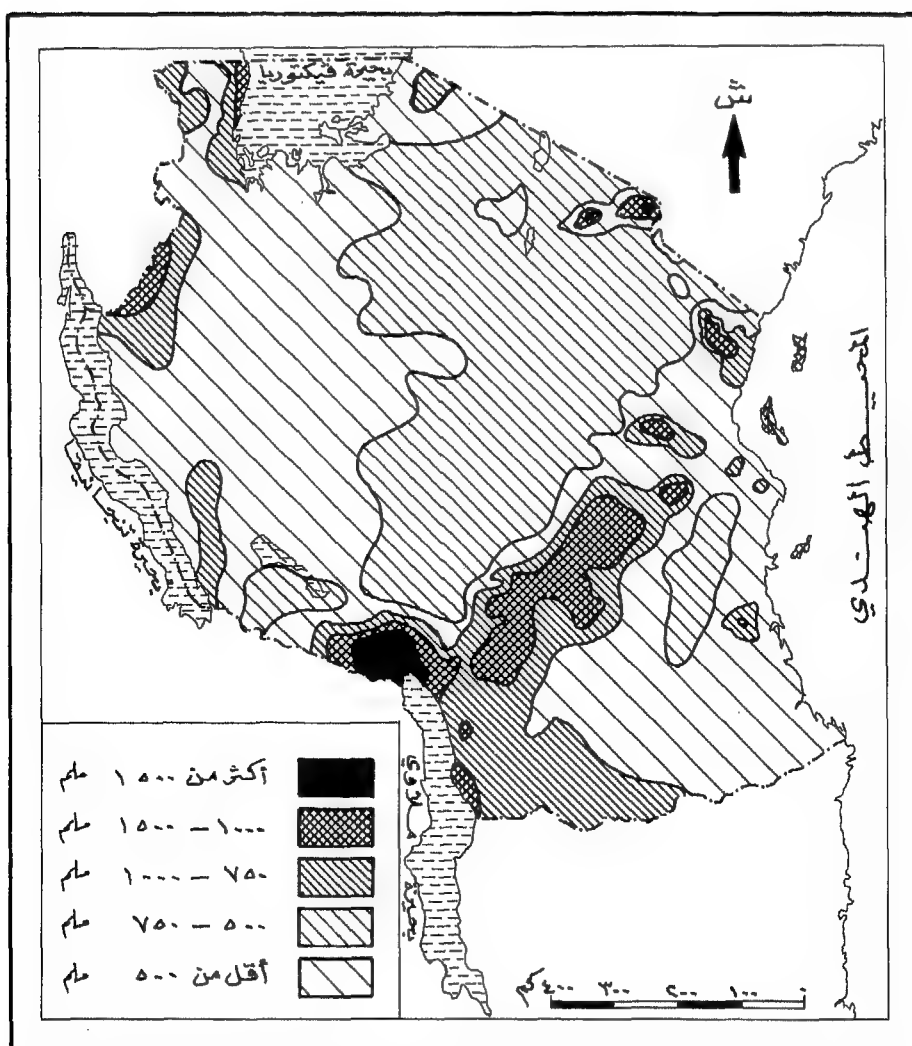 بحيرة فيكتوريا
المحيط الهندي
بحيرة تنجانيقا
بحيرة ملاوي
أكثر من ١٥٠٠ ملم
١٠٠٠ – ١٥٠٠ ملم
٧٥٠ – ١٠٠٠ ملم
٥٠٠ – ٧٥٠ ملم
أقل من ٥٠٠ ملم
٠ ١٠٠ ٢٠٠ ٣٠٠ ٤٠٠ كم